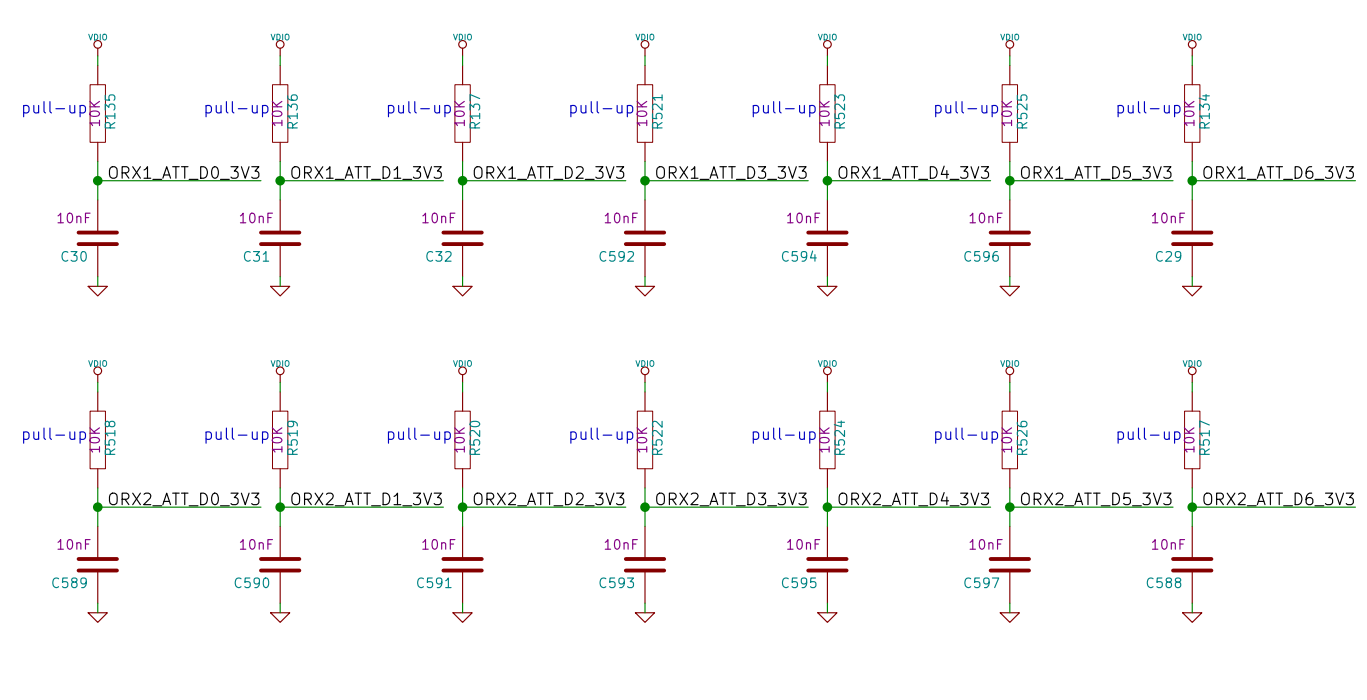 VDIO VDIO VDIO VDIO VDIO VDIO VDIO
pull-up 10K R135 pull-up 10K R136 pull-up 10K R137 pull-up 10K R521 pull-up 10K R523 pull-up 10K R525 pull-up 10K R134
ORX1_ATT_D0_3V3 ORX1_ATT_D1_3V3 ORX1_ATT_D2_3V3 ORX1_ATT_D3_3V3 ORX1_ATT_D4_3V3 ORX1_ATT_D5_3V3 ORX1_ATT_D6_3V3
10nF 10nF 10nF 10nF 10nF 10nF 10nF
C30 C31 C32 C592 C594 C596 C29
VDIO VDIO VDIO VDIO VDIO VDIO VDIO
pull-up 10K R518 pull-up 10K R519 pull-up 10K R520 pull-up 10K R522 pull-up 10K R524 pull-up 10K R526 pull-up 10K R517
ORX2_ATT_D0_3V3 ORX2_ATT_D1_3V3 ORX2_ATT_D2_3V3 ORX2_ATT_D3_3V3 ORX2_ATT_D4_3V3 ORX2_ATT_D5_3V3 ORX2_ATT_D6_3V3
10nF 10nF 10nF 10nF 10nF 10nF 10nF
C589 C590 C591 C593 C595 C597 C588